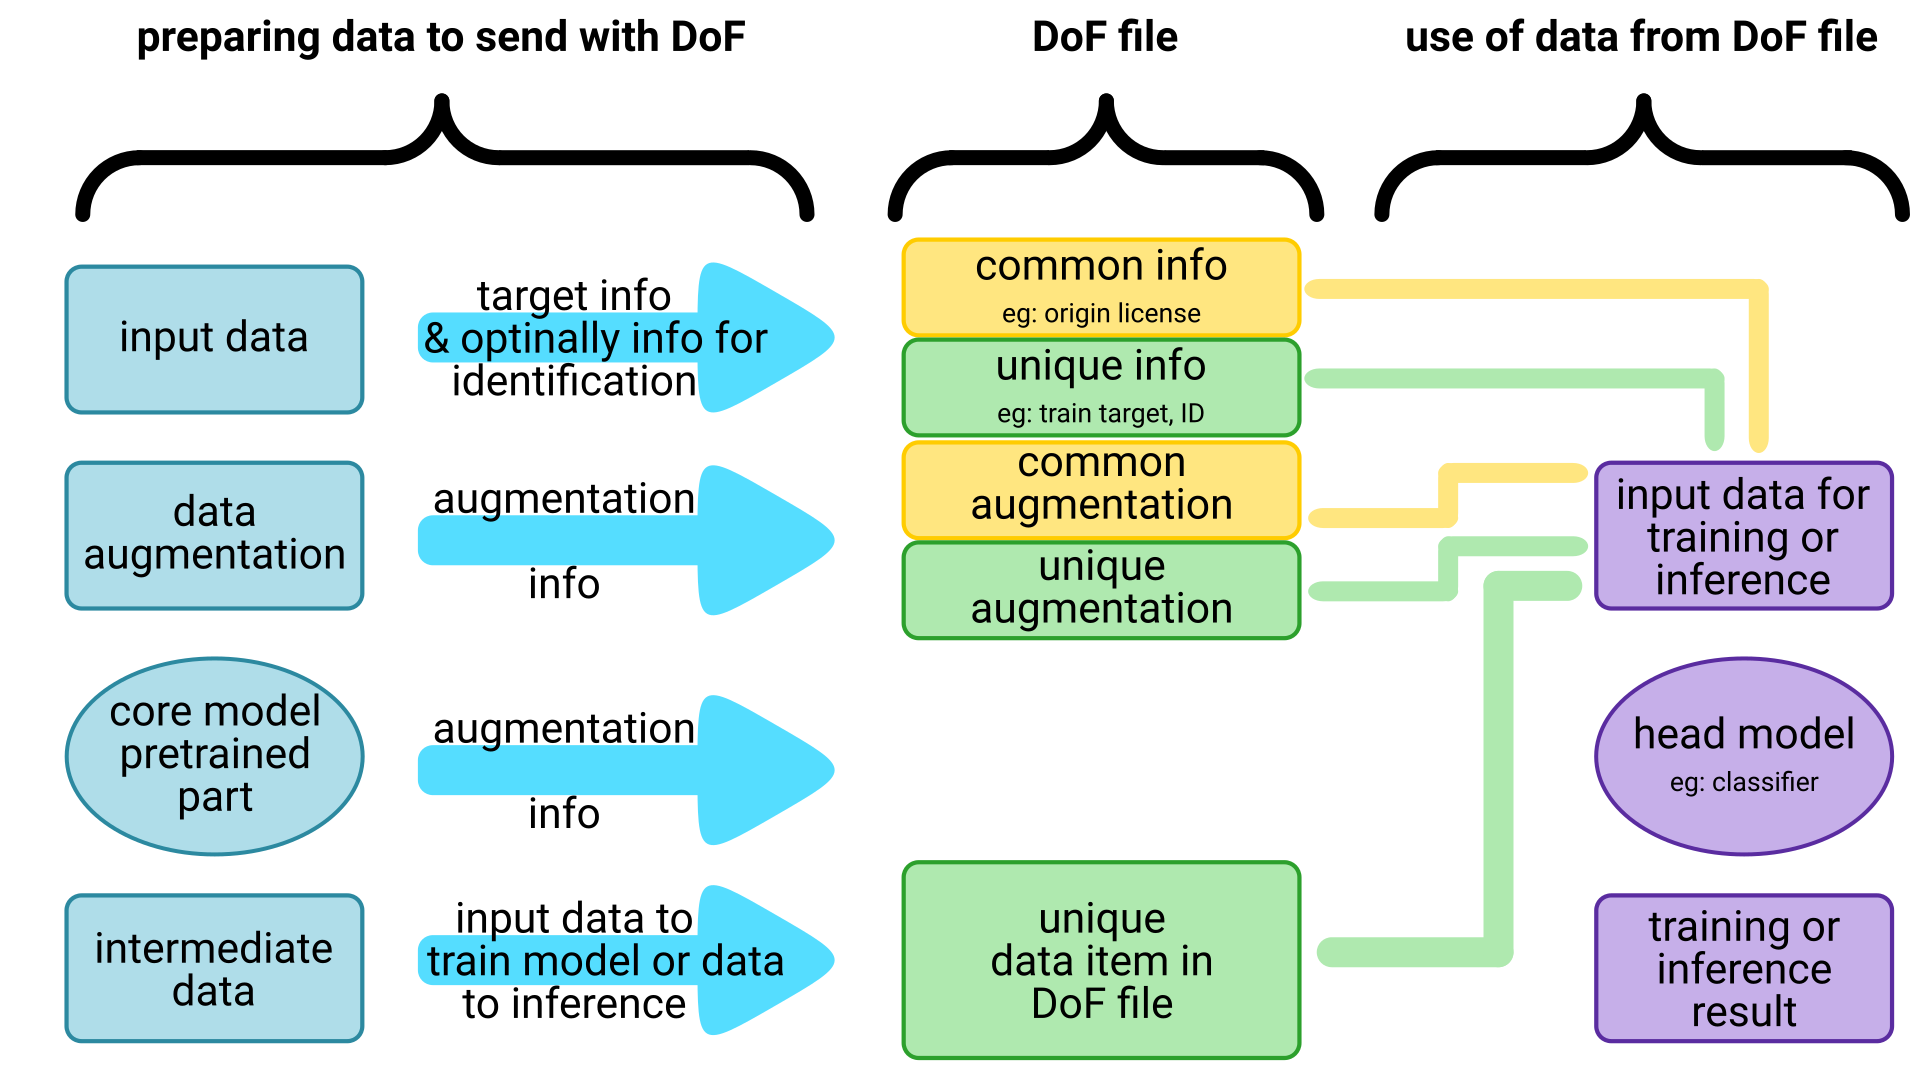 preparing data to send with DoF
DoF file
use of data from DoF file
input data
target info
& optinally info for
identification
common info
eg: origin license
unique info
eg: train target, ID
data
augmentation
augmentation
info
common
augmentation
unique
augmentation
input data for
training or
inference
core model
pretrained
part
augmentation
info
head model
eg: classifier
intermediate
data
input data to
train model or data
to inference
unique
data item in
DoF file
training or
inference
result